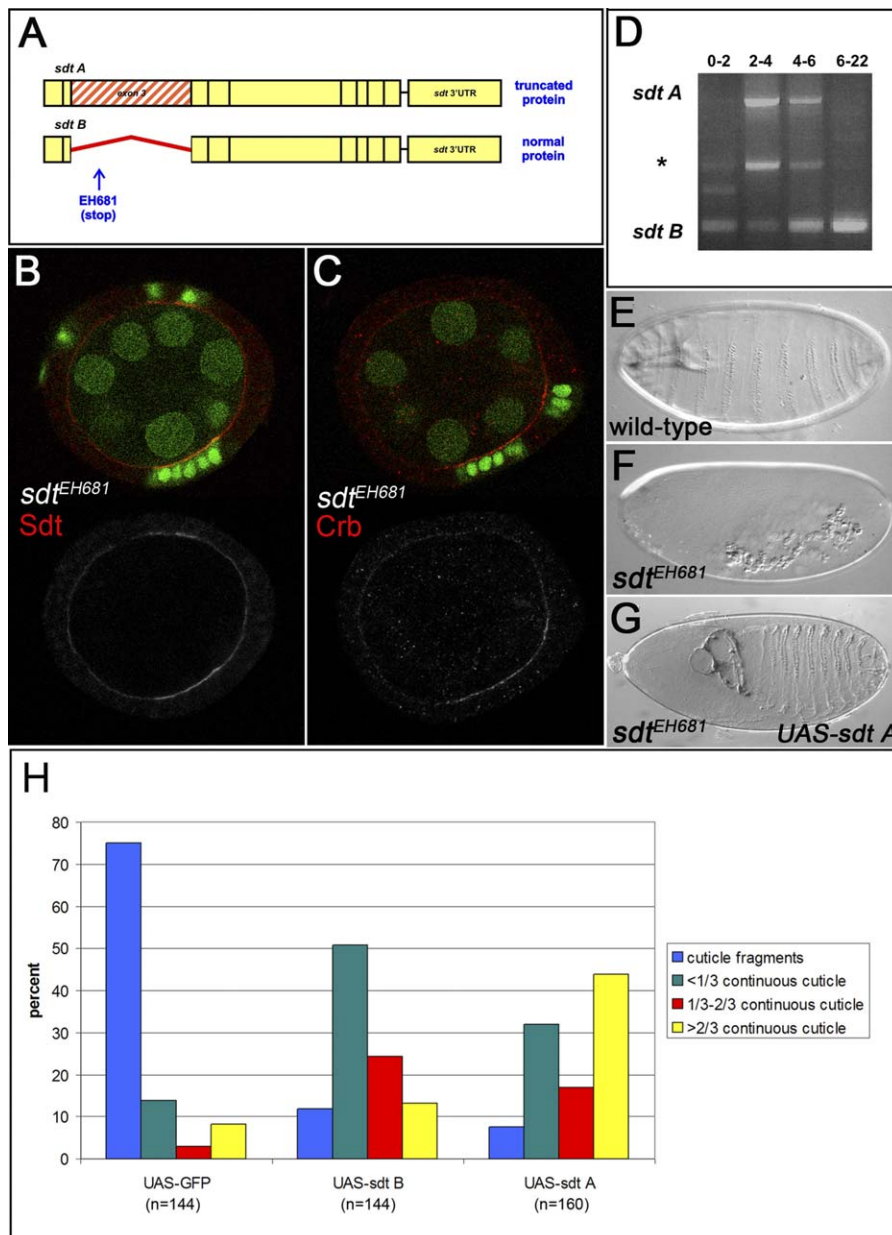 A
sdt A
exon 3
sdt 3'UTR
truncated protein
sdt B
sdt 3'UTR
normal protein
EH681
(stop)
D
0-2 2-4 4-6 6-22
sdt A
*
sdt B
B
sdtEH681
Sdt
C
sdtEH681
Crb
E
wild-type
F
sdtEH681
G
sdtEH681 UAS-sdt A
H
percent
80
70
60
50
40
30
20
10
0
UAS-GFP
(n=144)
UAS-sdt B
(n=144)
UAS-sdt A
(n=160)
cuticle fragments
<1/3 continuous cuticle
1/3-2/3 continuous cuticle
>2/3 continuous cuticle